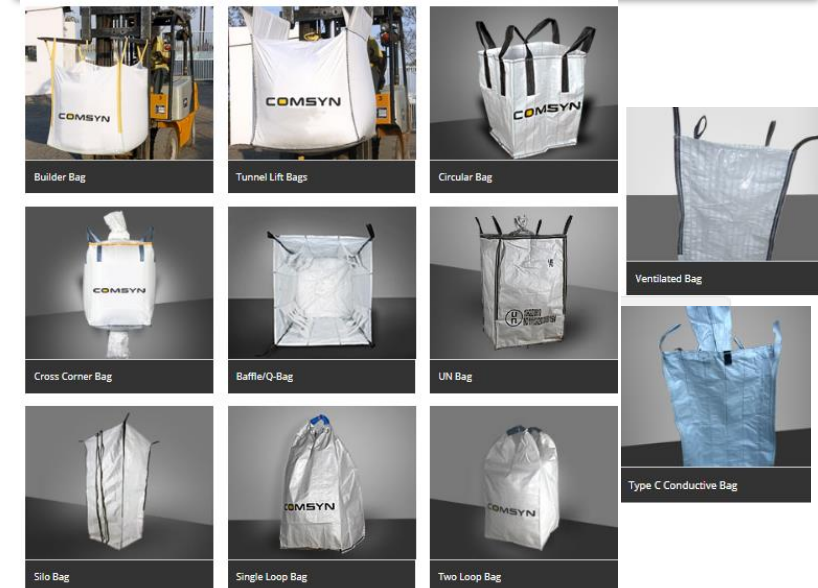 COMSYN
COMSYN
COMSYN
Builder Bag
Tunnel Lift Bags
Circular Bag
Ventilated Bag
COMSYN
UN Bag
Cross Corner Bag
Baffle/Q-Bag
COMSYN
COMSYN
Type C Conductive Bag
Silo Bag
Single Loop Bag
Two Loop Bag